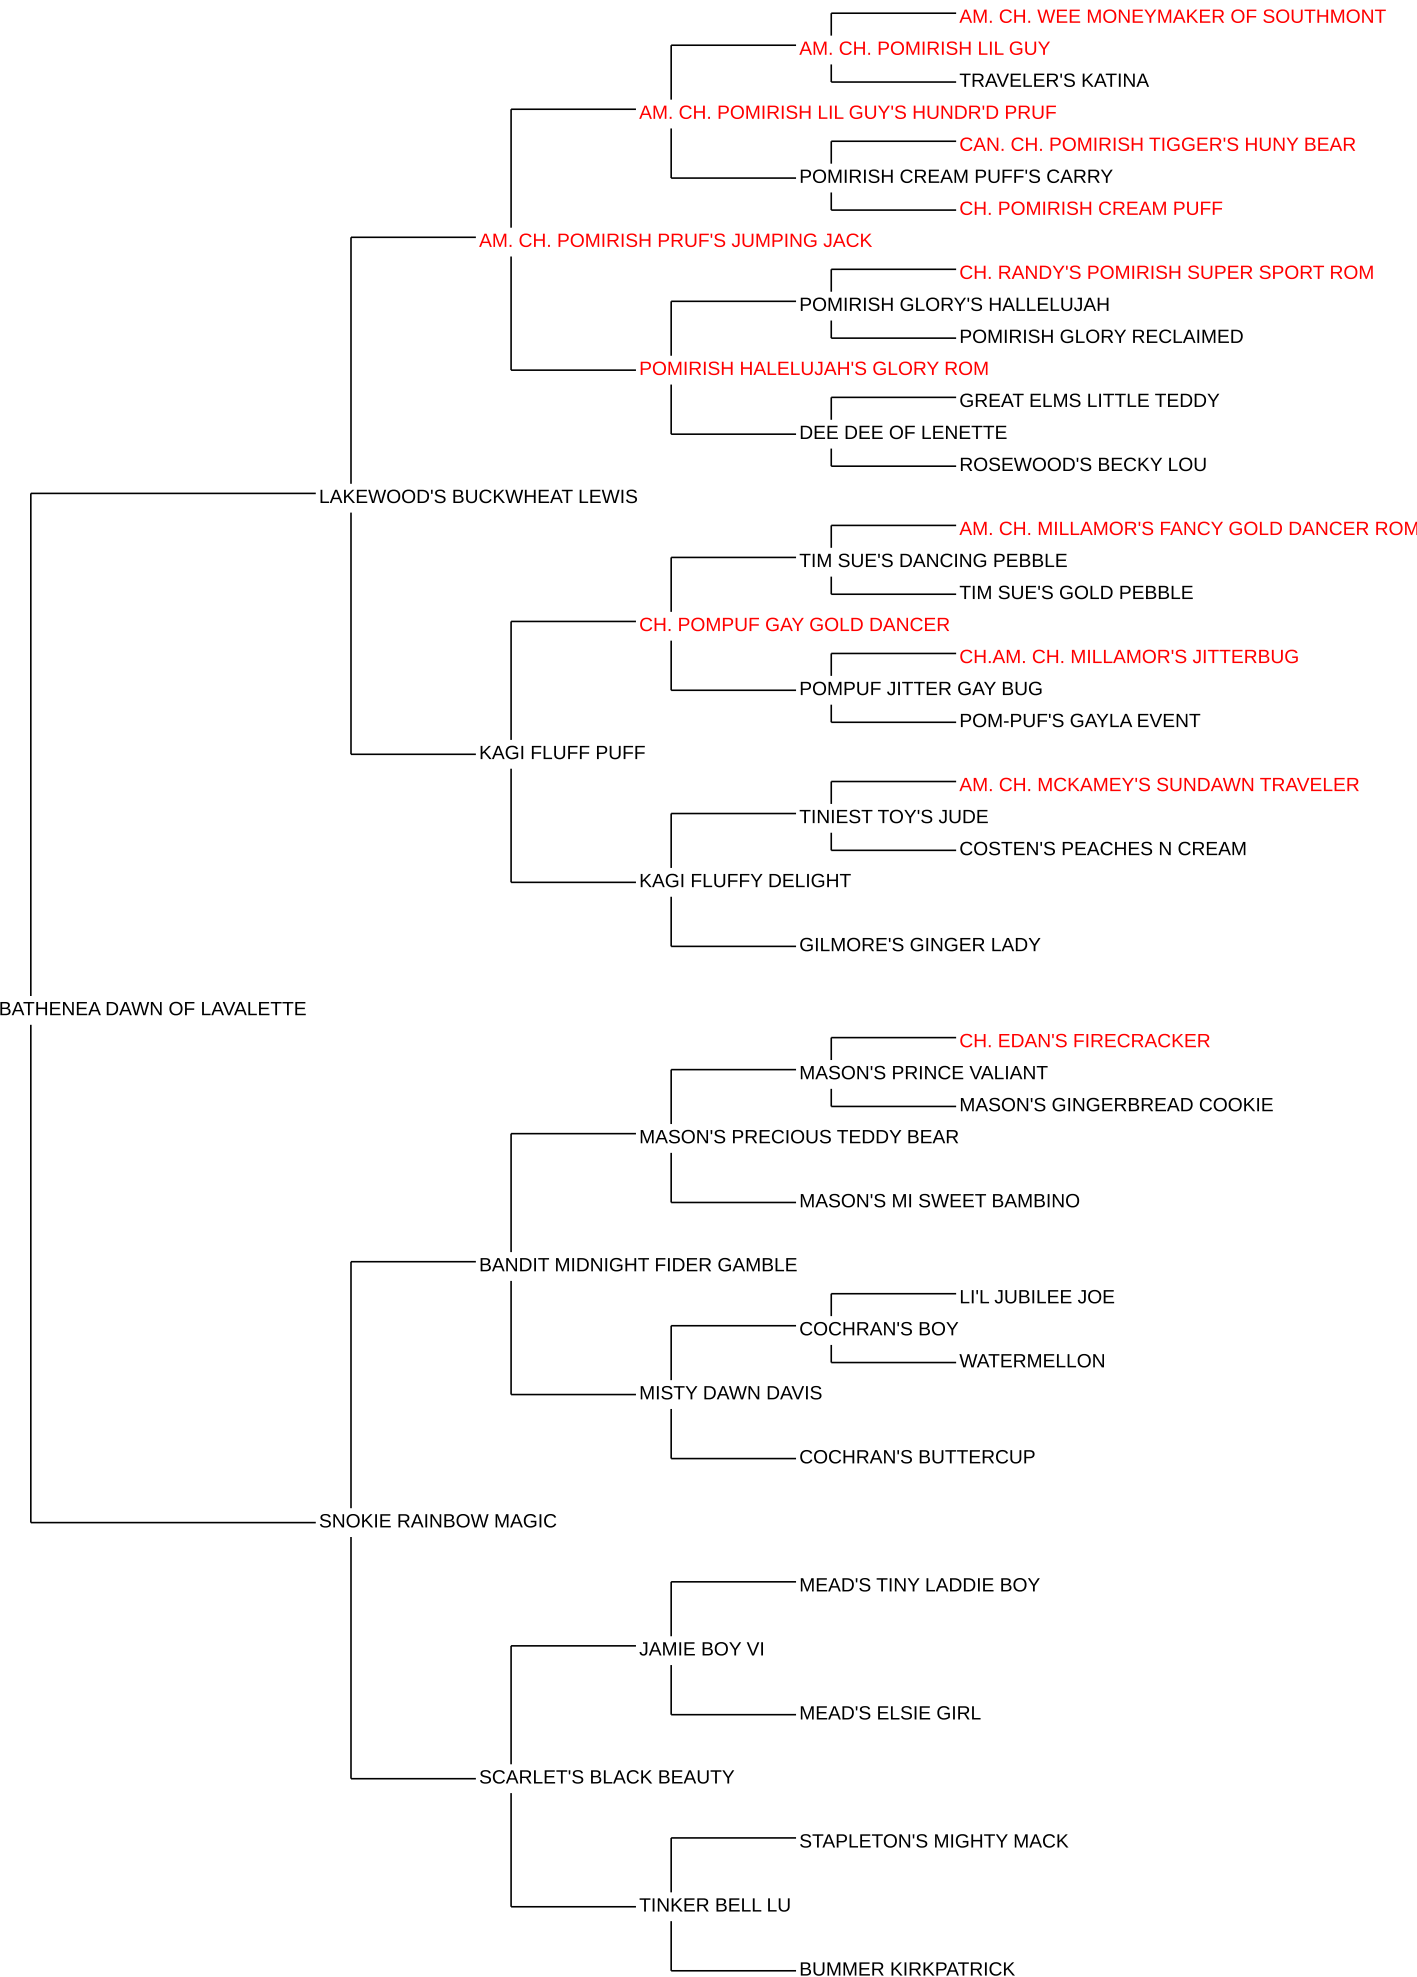 AM. CH. WEE MONEYMAKER OF SOUTHMONT
AM. CH. POMIRISH LIL GUY
TRAVELER'S KATINA
AM. CH. POMIRISH LIL GUY'S HUNDR'D PRUF
CAN. CH. POMIRISH TIGGER'S HUNY BEAR
POMIRISH CREAM PUFF'S CARRY
CH. POMIRISH CREAM PUFF
AM. CH. POMIRISH PRUF'S JUMPING JACK
CH. RANDY'S POMIRISH SUPER SPORT ROM
POMIRISH GLORY'S HALLELUJAH
POMIRISH GLORY RECLAIMED
POMIRISH HALELUJAH'S GLORY ROM
GREAT ELMS LITTLE TEDDY
DEE DEE OF LENETTE
ROSEWOOD'S BECKY LOU
LAKEWOOD'S BUCKWHEAT LEWIS
AM. CH. MILLAMOR'S FANCY GOLD DANCER ROM
TIM SUE'S DANCING PEBBLE
TIM SUE'S GOLD PEBBLE
CH. POMPUF GAY GOLD DANCER
CH.AM. CH. MILLAMOR'S JITTERBUG
POMPUF JITTER GAY BUG
POM-PUF'S GAYLA EVENT
KAGI FLUFF PUFF
AM. CH. MCKAMEY'S SUNDAWN TRAVELER
TINIEST TOY'S JUDE
COSTEN'S PEACHES N CREAM
KAGI FLUFFY DELIGHT
GILMORE'S GINGER LADY
BATHENEA DAWN OF LAVALETTE
CH. EDAN'S FIRECRACKER
MASON'S PRINCE VALIANT
MASON'S GINGERBREAD COOKIE
MASON'S PRECIOUS TEDDY BEAR
MASON'S MI SWEET BAMBINO
BANDIT MIDNIGHT FIDER GAMBLE
LI'L JUBILEE JOE
COCHRAN'S BOY
WATERMELLON
MISTY DAWN DAVIS
COCHRAN'S BUTTERCUP
SNOKIE RAINBOW MAGIC
MEAD'S TINY LADDIE BOY
JAMIE BOY VI
MEAD'S ELSIE GIRL
SCARLET'S BLACK BEAUTY
STAPLETON'S MIGHTY MACK
TINKER BELL LU
BUMMER KIRKPATRICK